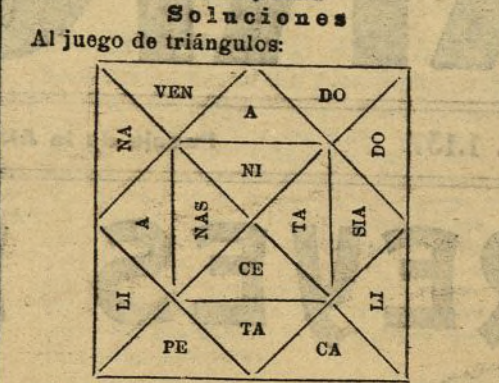 Soluciones
Al juego de triángulos:
VEN
DO
A
NA
DO
NI
A
NAS
TA
SIA
CE
LI
LI
TA
PE
CA